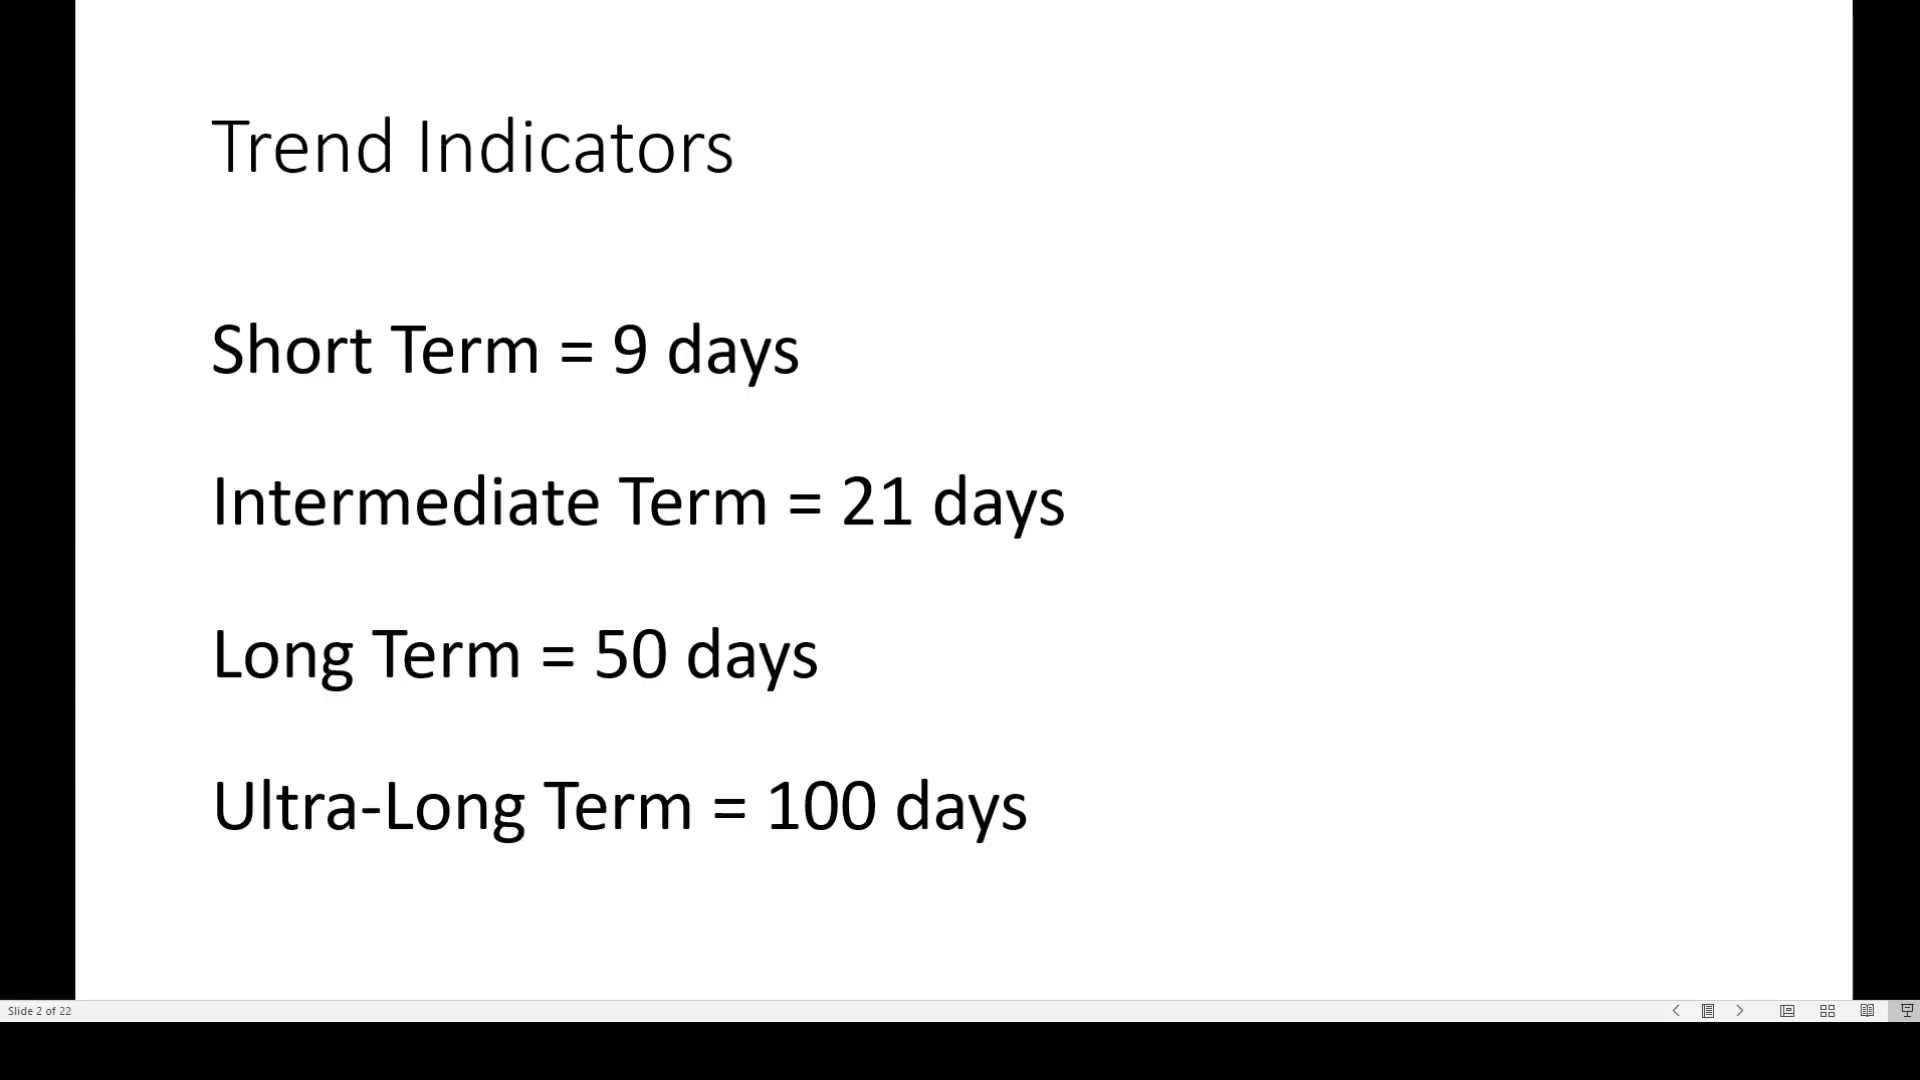 Trend Indicators
Short Term = 9 days
Intermediate Term = 21 days
Long Term = 50 days
Ultra-Long Term = 100 days
Slide 2 of 22